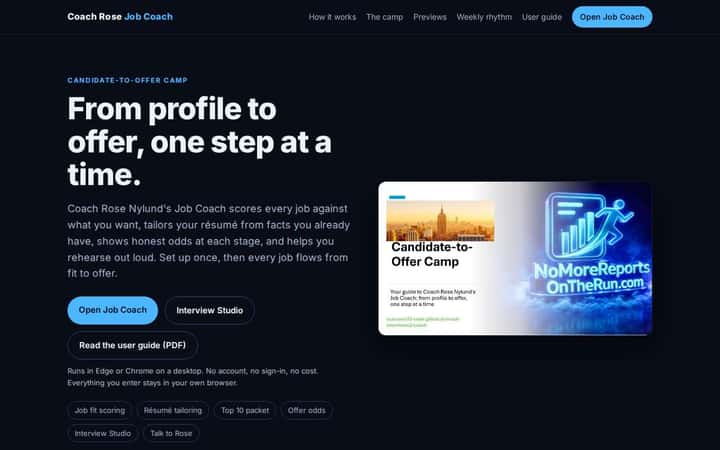 Coach Rose Job Coach
How it works
The camp
Previews
Weekly rhythm
User guide
Open Job Coach
CANDIDATE-TO-OFFER CAMP
From profile to
offer, one step at a
time.
Coach Rose Nylund's Job Coach scores every job against
what you want, tailors your résumé from facts you already
have, shows honest odds at each stage, and helps you
rehearse out loud. Set up once, then every job flows from
fit to offer.
Open Job Coach
Interview Studio
Read the user guide (PDF)
Runs in Edge or Chrome on a desktop. No account, no sign-in, no cost.
Everything you enter stays in your own browser.
Job fit scoring
Résumé tailoring
Top 10 packet
Offer odds
Interview Studio
Talk to Rose
Candidate-to-
Offer Camp
Your guide to Coach Rose Nylund's
Job Coach: from profile to offer,
one step at a time
NoMoreReports
OnTheRun.com